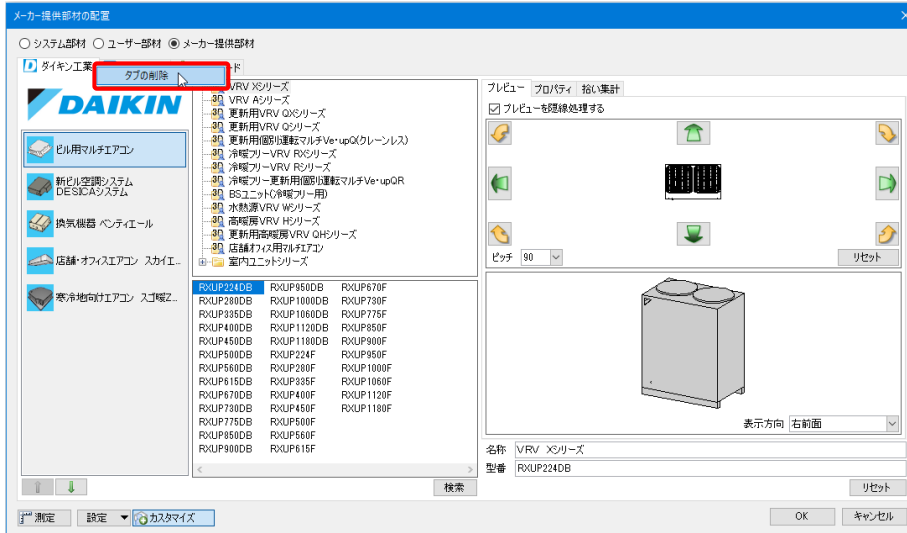 メーカー提供部材の配置
システム部材 ユーザー部材 メーカー提供部材
ダイキン工業
タブの削除
ド
DAIKIN
ビル用マルチエアコン
新ビル空調システム
DESICAシステム
換気機器 ベンティエール
店舗・オフィスエアコン スカイエ...
寒冷地向けエアコン スゴ暖Z...
VRV Xシリーズ
VRV Aシリーズ
更新用VRV QXシリーズ
更新用VRV Qシリーズ
更新用個別運転マルチVe・upQ(クレーンレス)
冷暖フリーVRV RXシリーズ
冷暖フリーVRV Rシリーズ
冷暖フリー更新用個別運転マルチVe・upQR
BSユニット(冷暖フリー用)
水熱源VRV Wシリーズ
高暖房VRV Hシリーズ
更新用高暖房VRV QHシリーズ
店舗オフィス用マルチエアコン
室内ユニットシリーズ
RXUP224DB RXUP950DB RXUP670F
RXUP280DB RXUP1000DB RXUP730F
RXUP335DB RXUP1060DB RXUP775F
RXUP400DB RXUP1120DB RXUP850F
RXUP450DB RXUP1180DB RXUP900F
RXUP500DB RXUP224F RXUP950F
RXUP560DB RXUP280F RXUP1000F
RXUP615DB RXUP335F RXUP1060F
RXUP670DB RXUP400F RXUP1120F
RXUP730DB RXUP450F RXUP1180F
RXUP775DB RXUP500F
RXUP850DB RXUP560F
RXUP900DB RXUP615F
検索
プレビュー プロパティ 拾い集計
プレビューを隠線処理する
ピッチ 90 リセット
表示方向 右前面
名称 VRV Xシリーズ
型番 RXUP224DB
リセット
測定 設定 カスタマイズ OK キャンセル